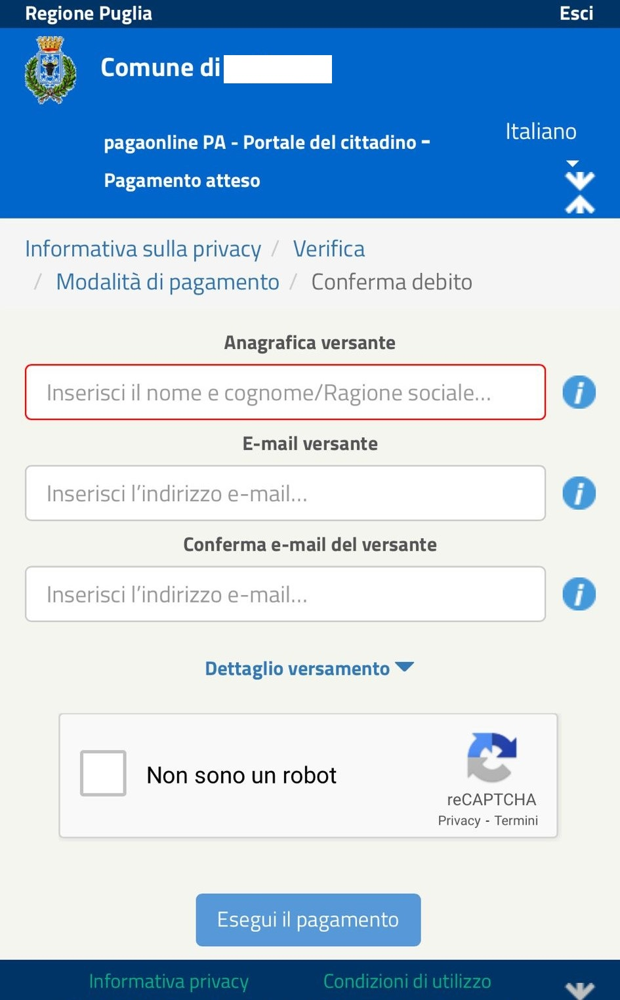 Regione Puglia Esci
Comune di
Italiano
pagaonline PA - Portale del cittadino -
Pagamento atteso
Informativa sulla privacy / Verifica
/ Modalità di pagamento / Conferma debito
Anagrafica versante
Inserisci il nome e cognome/Ragione sociale...
E-mail versante
Inserisci l'indirizzo e-mail...
Conferma e-mail del versante
Inserisci l'indirizzo e-mail...
Dettaglio versamento
Non sono un robot
reCAPTCHA
Privacy - Termini
Esegui il pagamento
Informativa privacy Condizioni di utilizzo